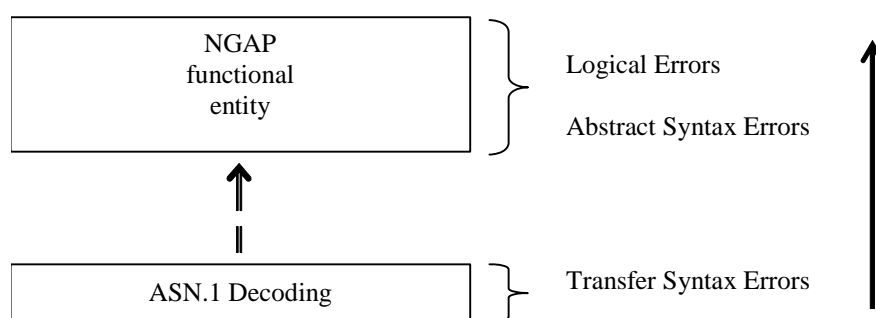 NGAP
functional
entity
Logical Errors
Abstract Syntax Errors
ASN.1 Decoding
Transfer Syntax Errors